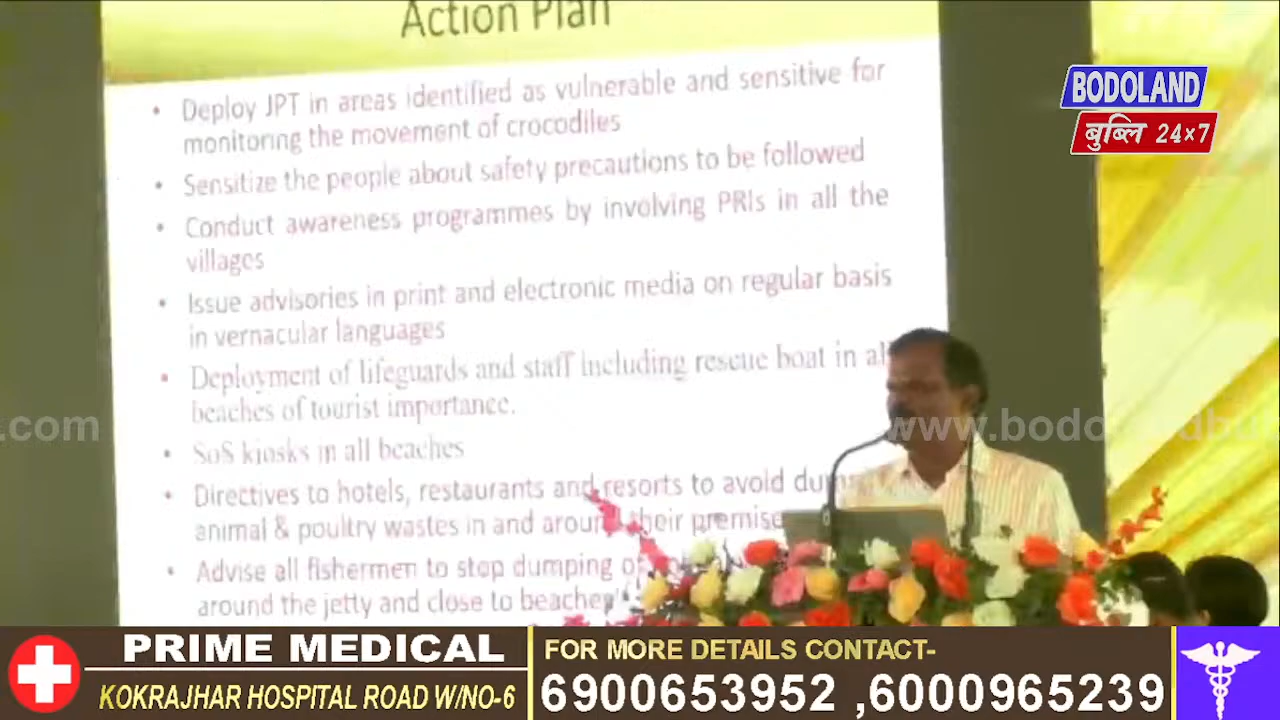 Action Plan
BODOLAND
बुब्लि 24×7
• Deploy JPT in areas identified as vulnerable and sensitive for
monitoring the movement of crocodiles
• Sensitize the people about safety precautions to be followed
• Conduct awareness programmes by involving PRIs in all the
villages
• Issue advisories in print and electronic media on regular basis
in vernacular languages
• Deployment of lifeguards and staff including rescue boat in all
beaches of tourist importance.
.com
www.bodolandbu
• SoS kiosks in all beaches
• Directives to hotels, restaurants and resorts to avoid
animal & poultry wastes in and around their premise
• Advise all fishermen to stop dumping
around the jetty and close to beaches
PRIME MEDICAL
KOKRAJHAR HOSPITAL ROAD W/NO-6
FOR MORE DETAILS CONTACT-
6900653952 ,6000965239